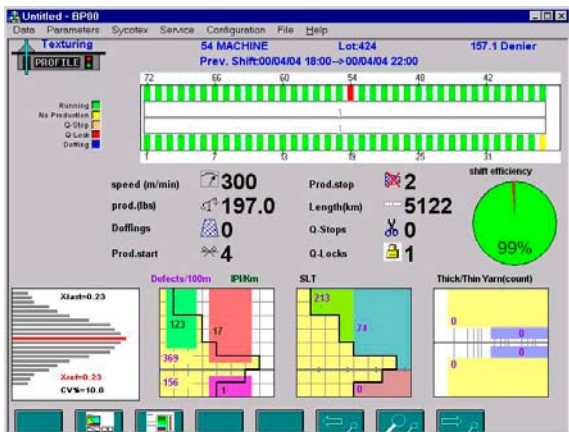 Untitled - BP00
Data Parameters Sycotex Service Configuration File Help
Texturing 54 MACHINE Lot:424 157.1 Denier
PROFILE Prev. Shift:00/04/04 18:00-->00/04/04 22:00
72 66 60 54 48 42
Running
No Production
Q-Stop
Q-Lock
Doffing
1 7 13 19 25 31
shift efficiency
speed (m/min) 300 Prod.stop 2
prod.(lbs) 197.0 Length(km) 5122
Doffings 0 Q-Stops 0
Prod.start 4 Q-Locks 1
99%
Defects/100m IPI/Km SLT Thick/Thin Yarn(count)
Xlast=0.23
213
123 17 74 0
0
369
0
Xref=0.23
156 1 0
CV%=10.0